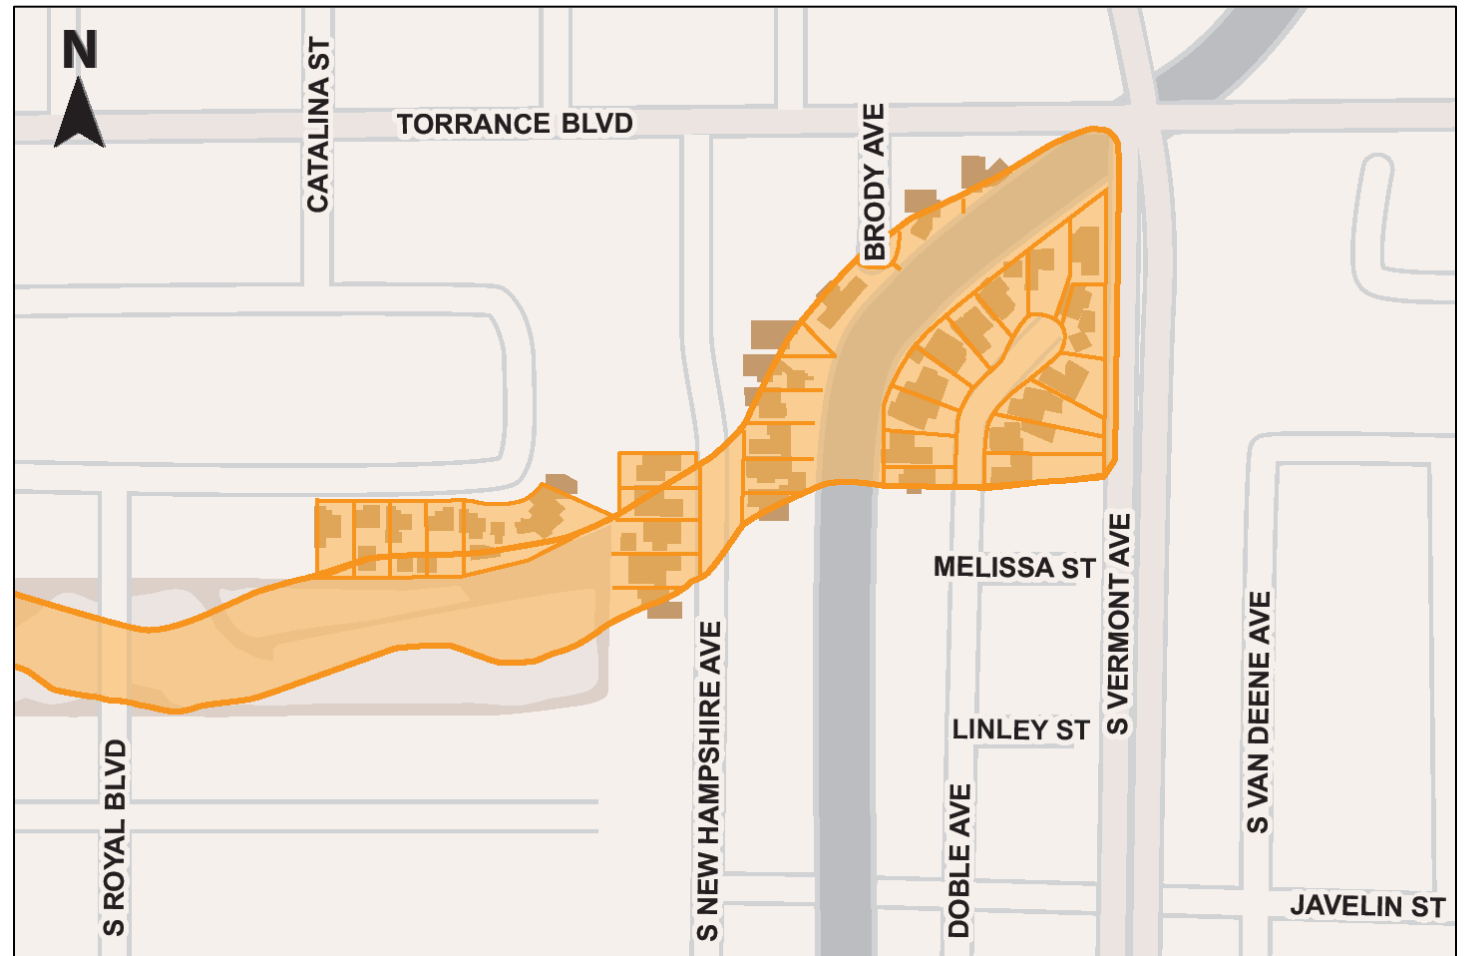 N
CATALINA ST
TORRANCE BLVD
BRODY AVE
MELISSA ST
S VERMONT AVE
S VAN DEENE AVE
S NEW HAMPSHIRE AVE
LINLEY ST
S ROYAL BLVD
DOBLE AVE
JAVELIN ST